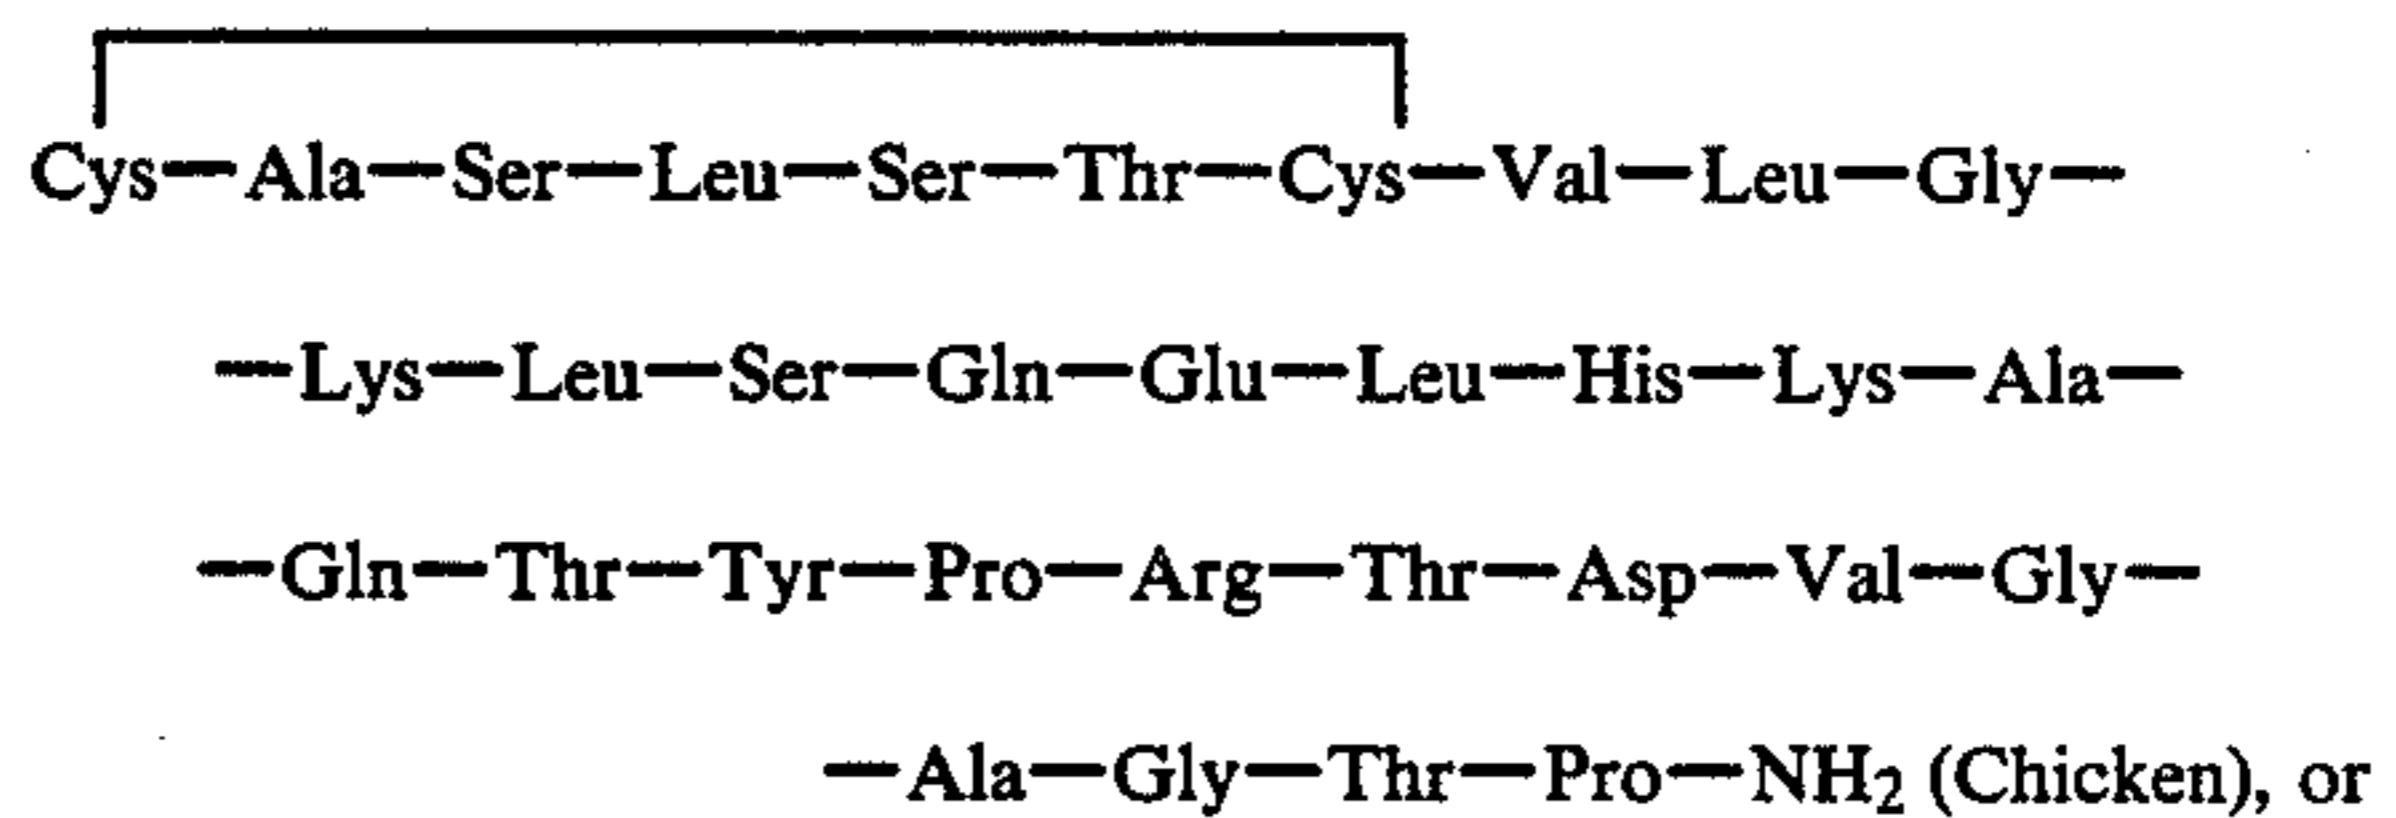 Cys—Ala—Ser—Leu—Ser—Thr—Cys—Val—Leu—Gly—
—Lys—Leu—Ser—Gln—Glu—Leu—His—Lys—Ala—
—Gln—Thr—Tyr—Pro—Arg—Thr—Asp—Val—Gly—
—Ala—Gly—Thr—Pro—NH₂ (Chicken), or